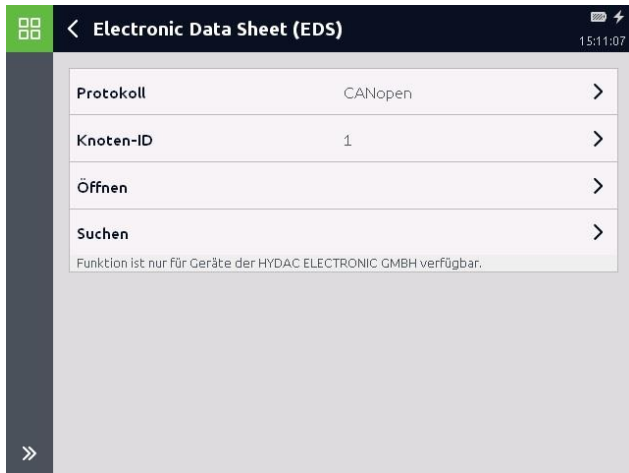 Electronic Data Sheet (EDS)
15:11:07
Protokoll CANopen
Knoten-ID 1
Öffnen
Suchen
Funktion ist nur für Geräte der HYDAC ELECTRONIC GMBH verfügbar.